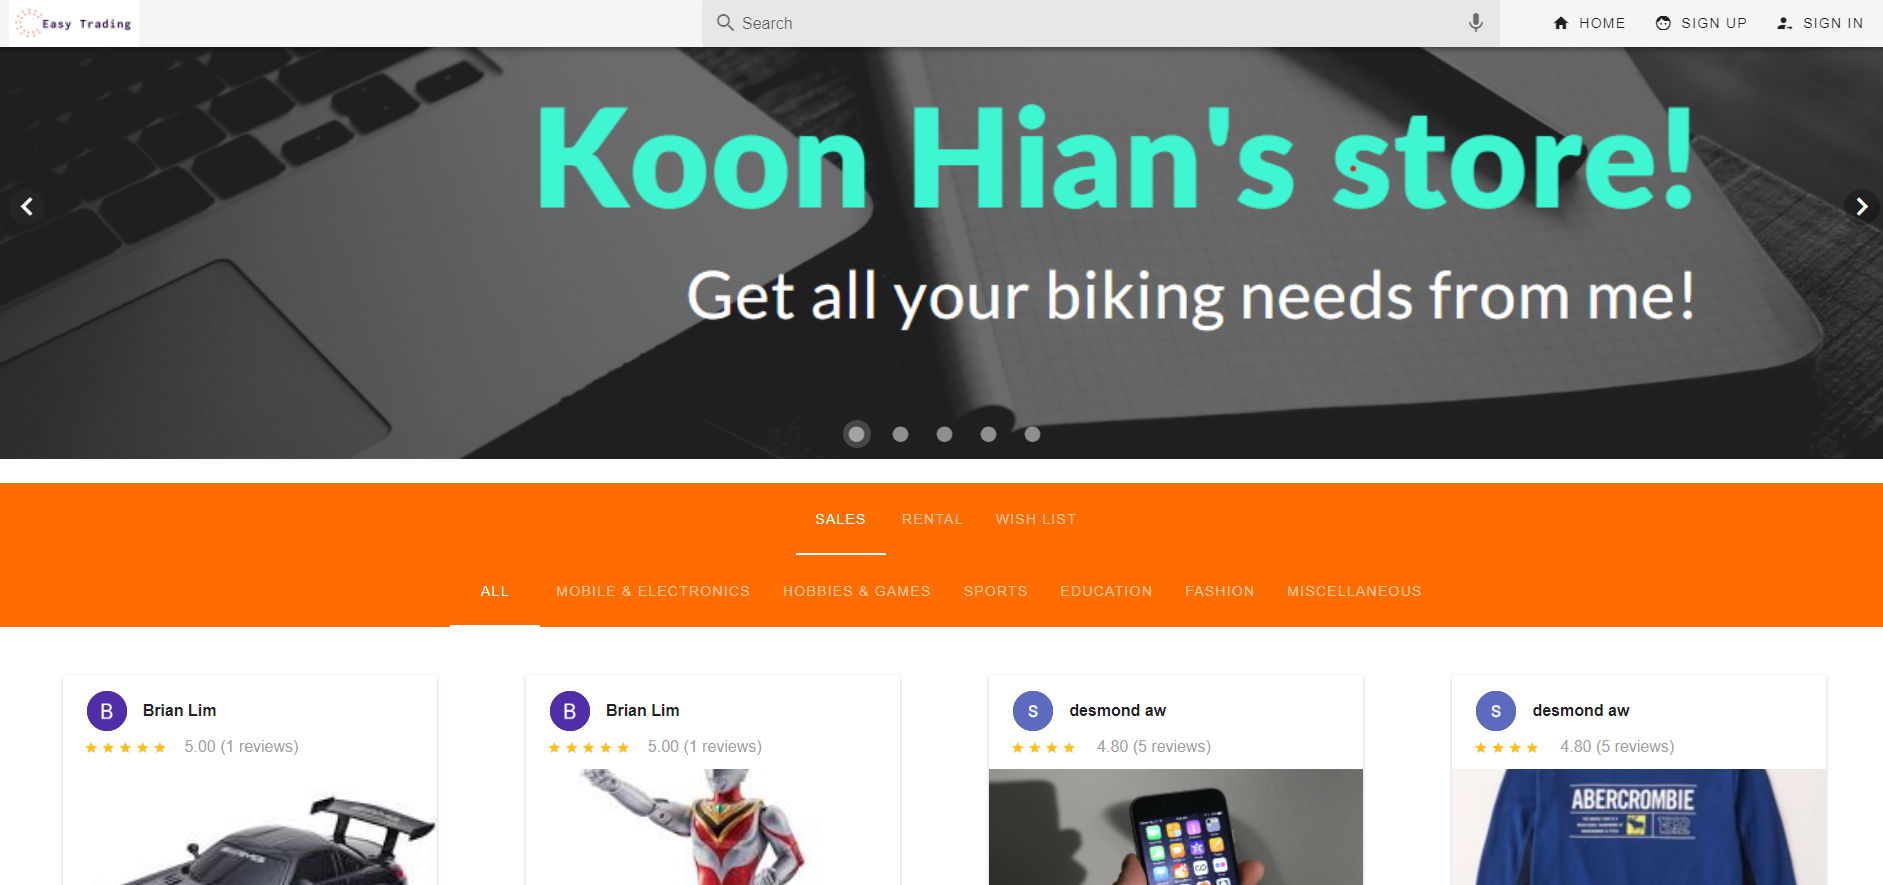 Easy Trading
Search
HOME
SIGN UP
SIGN IN
Koon Hian's store!
Get all your biking needs from me!
SALES RENTAL WISH LIST
ALL MOBILE & ELECTRONICS HOBBIES & GAMES SPORTS EDUCATION FASHION MISCELLANEOUS
B Brian Lim
5.00 (1 reviews)
B Brian Lim
5.00 (1 reviews)
S desmond aw
4.80 (5 reviews)
S desmond aw
4.80 (5 reviews)
AMG
ABERCROMBIE
1892